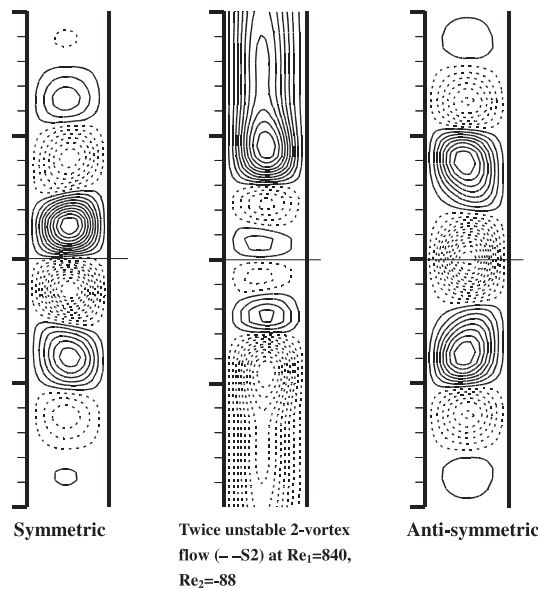 Symmetric
Twice unstable 2-vortex
flow (– –S2) at Re₁=840,
Re₂=-88
Anti-symmetric